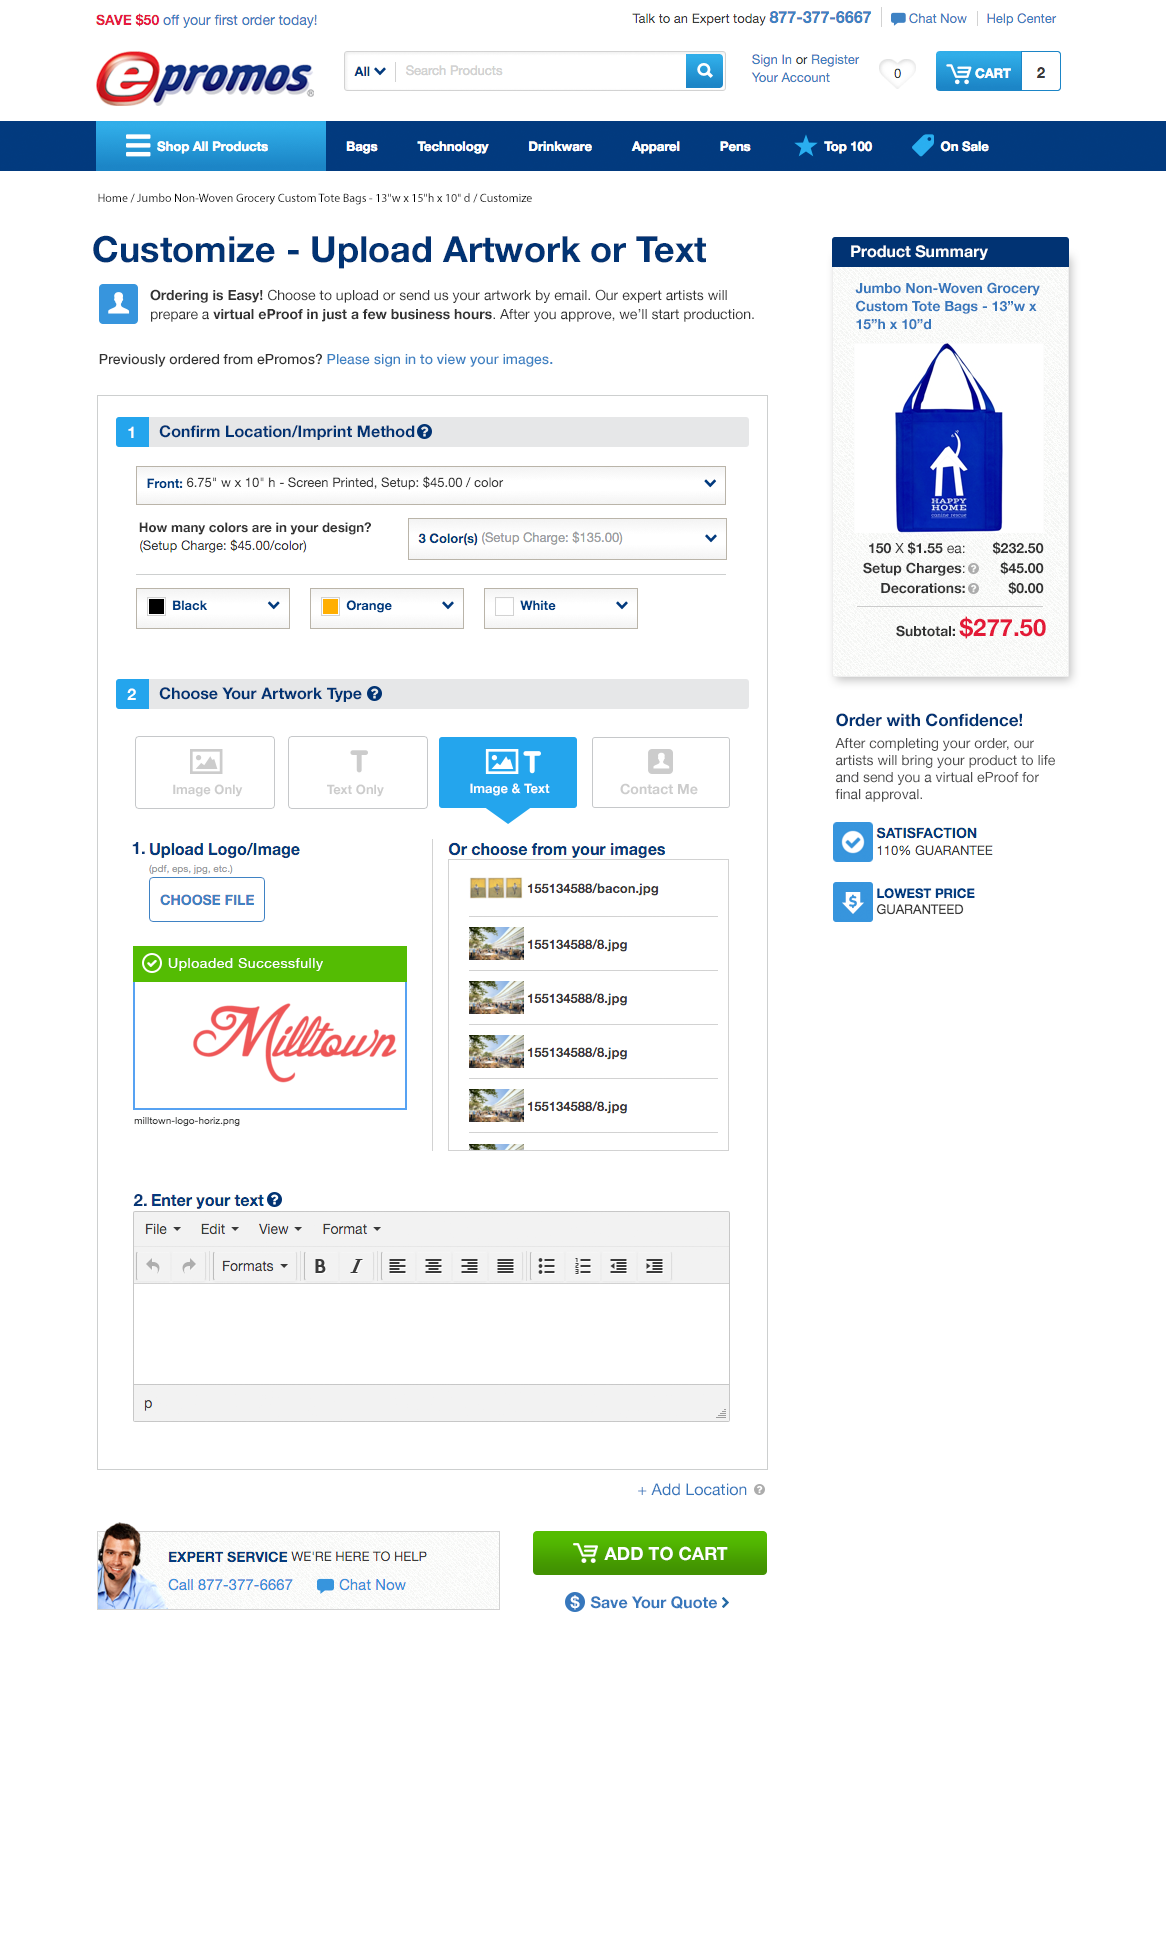 SAVE $50 off your first order today!
Talk to an Expert today 877-377-6667
Chat Now
Help Center
epromos®
All
Search Products
Sign In or Register
Your Account
0
CART
2
Shop All Products
Bags
Technology
Drinkware
Apparel
Pens
Top 100
On Sale
Home / Jumbo Non-Woven Grocery Custom Tote Bags - 13"w x 15"h x 10" d / Customize
Customize - Upload Artwork or Text
Ordering is Easy! Choose to upload or send us your artwork by email. Our expert artists will
prepare a virtual eProof in just a few business hours. After you approve, we'll start production.
Previously ordered from ePromos? Please sign in to view your images.
1 Confirm Location/Imprint Method ?
Front: 6.75" w x 10" h - Screen Printed, Setup: $45.00 / color
How many colors are in your design?
(Setup Charge: $45.00/color)
3 Color(s) (Setup Charge: $135.00)
Black
Orange
White
2 Choose Your Artwork Type ?
Image Only
T
Text Only
T
Image & Text
Contact Me
1. Upload Logo/Image
(pdf, eps, jpg, etc.)
CHOOSE FILE
Uploaded Successfully
Milltown
milltown-logo-horiz.png
Or choose from your images
155134588/bacon.jpg
155134588/8.jpg
155134588/8.jpg
155134588/8.jpg
155134588/8.jpg
2. Enter your text ?
File Edit View Format
Formats B I
p
+ Add Location ?
EXPERT SERVICE WE'RE HERE TO HELP
Call 877-377-6667
Chat Now
ADD TO CART
$ Save Your Quote
Product Summary
Jumbo Non-Woven Grocery
Custom Tote Bags - 13”w x
15”h x 10”d
HAPPY
HOME
canine rescue
150 X $1.55 ea: $232.50
Setup Charges: ? $45.00
Decorations: ? $0.00
Subtotal: $277.50
Order with Confidence!
After completing your order, our
artists will bring your product to life
and send you a virtual eProof for
final approval.
SATISFACTION
110% GUARANTEE
$
LOWEST PRICE
GUARANTEED